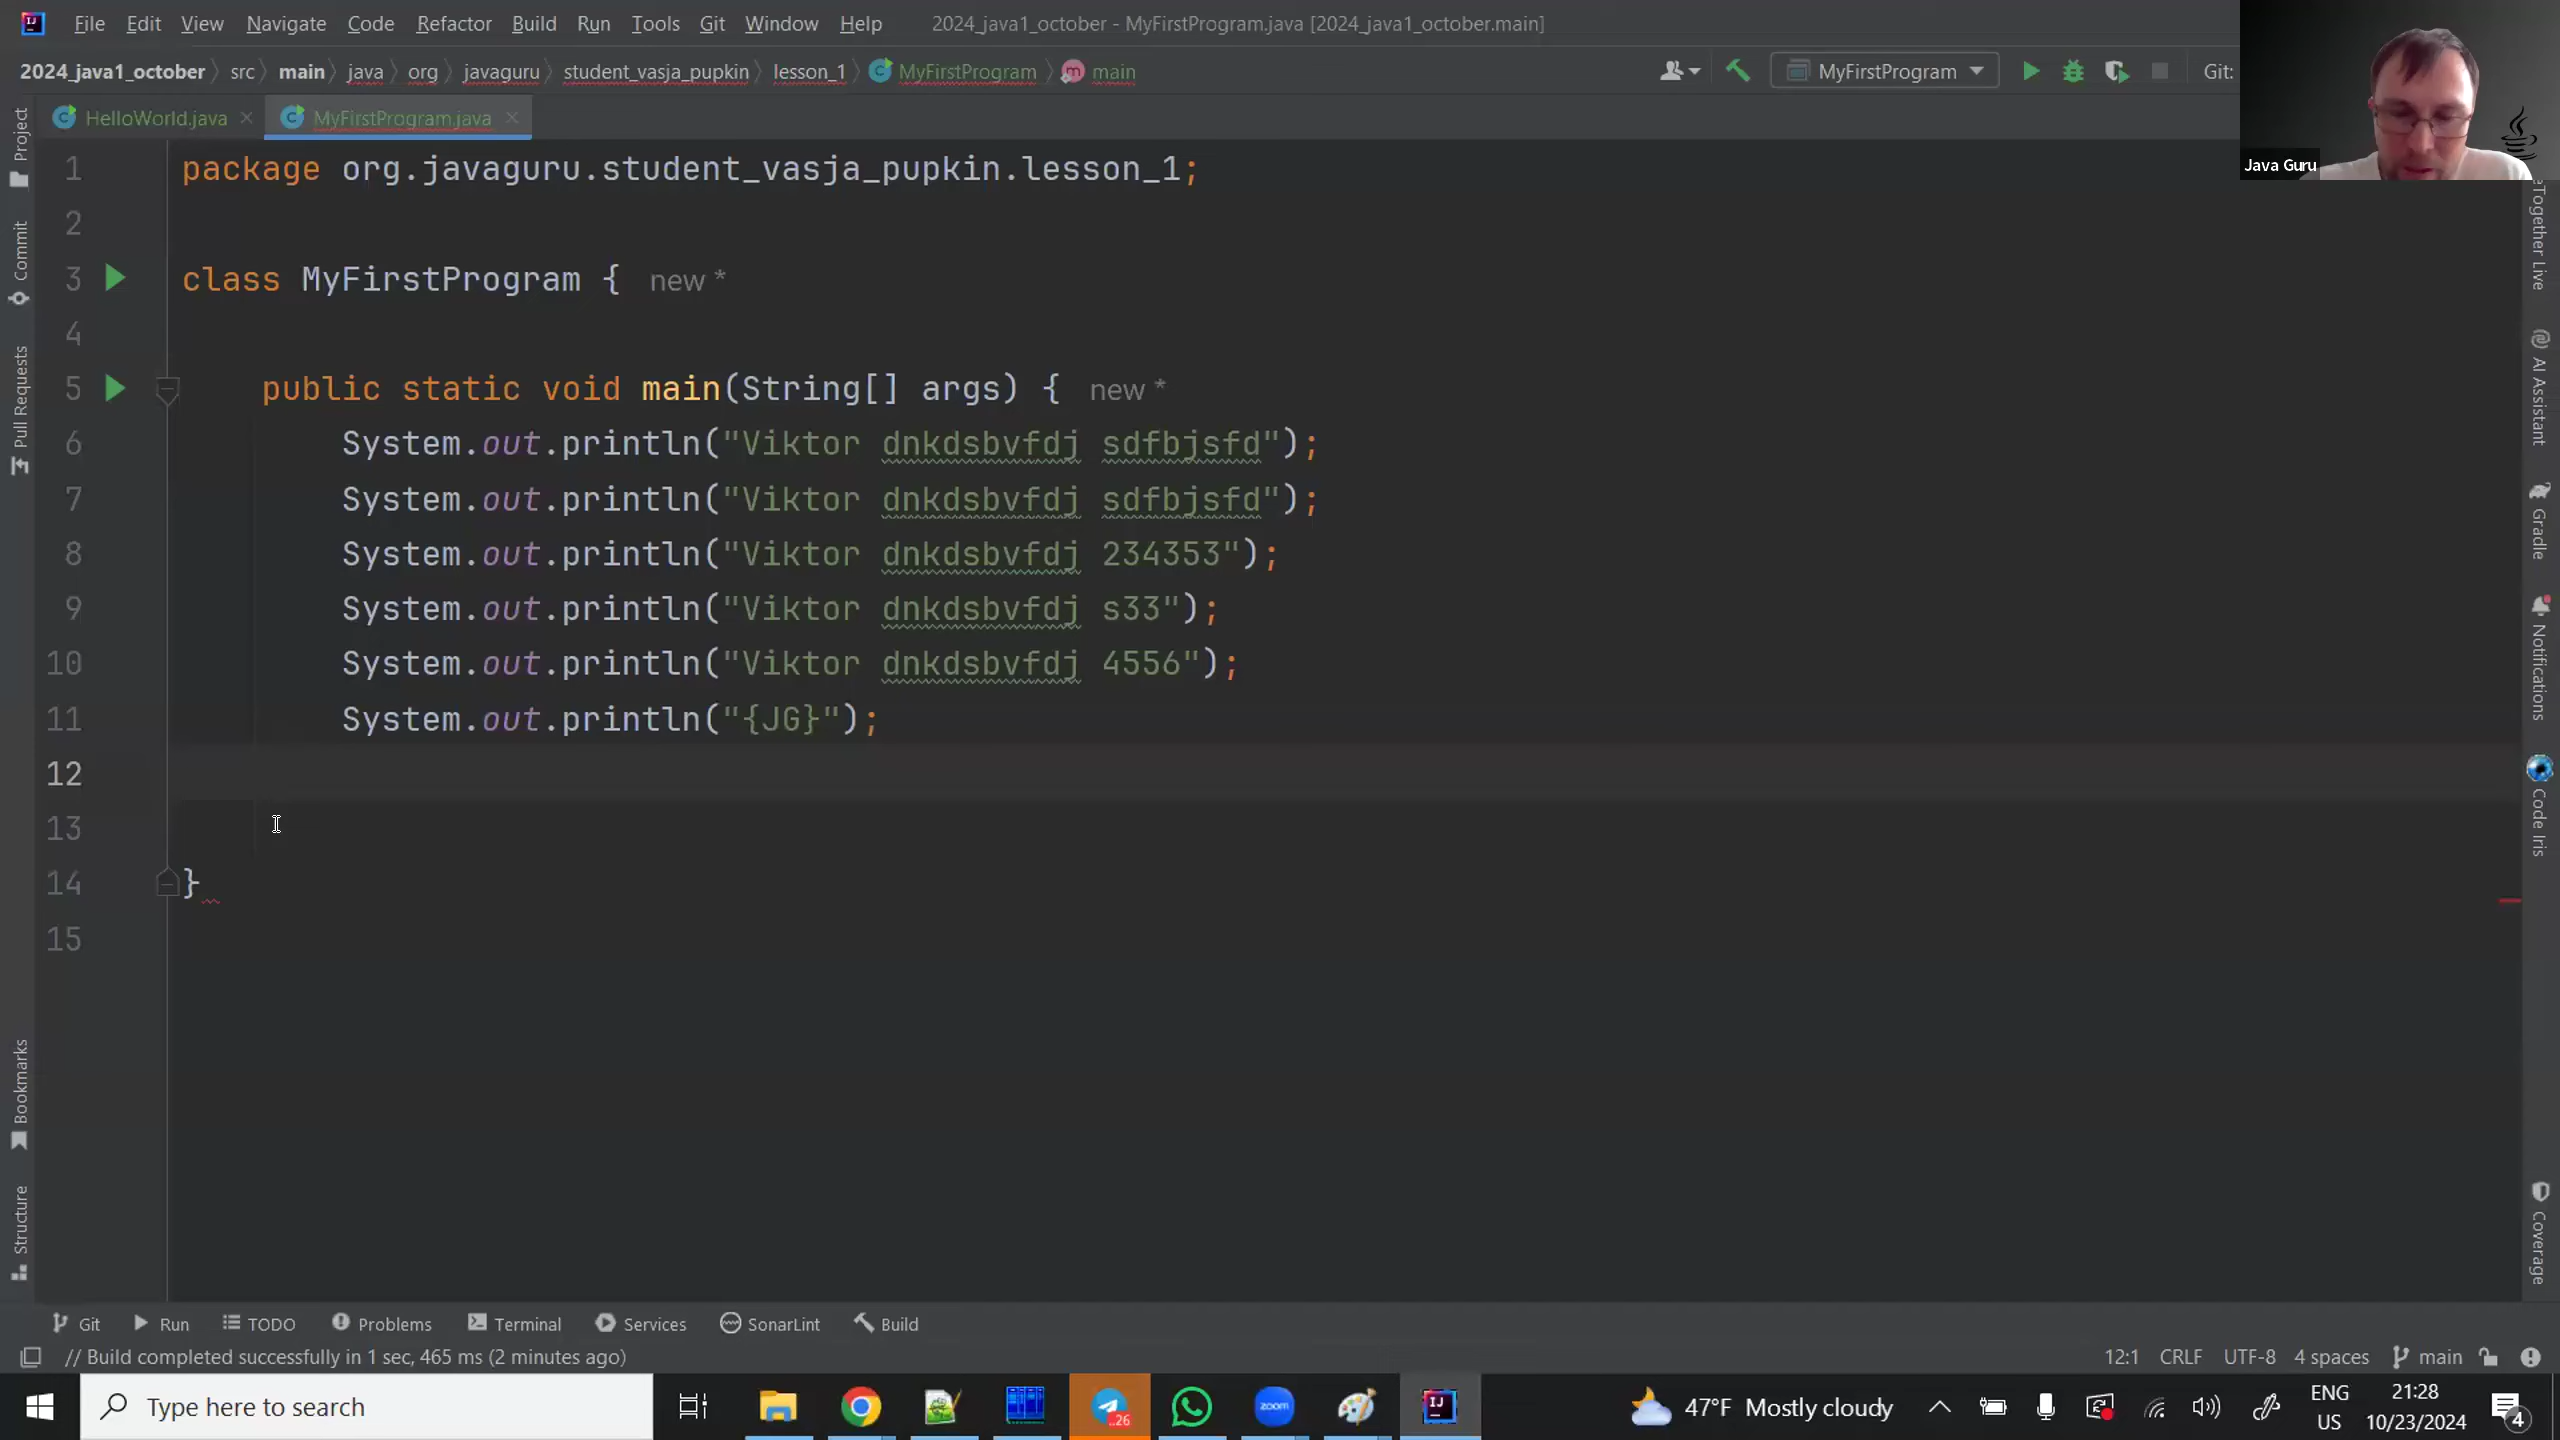 File Edit View Navigate Code Refactor Build Run Tools Git Window Help 2024_java1_october - MyFirstProgram.java [2024_java1_october.main]
2024_java1_october src main java org javaguru student_vasja_pupkin lesson_1 MyFirstProgram main MyFirstProgram Git:
HelloWorld.java MyFirstProgram.java
Java Guru
Project
Commit
Pull Requests
Bookmarks
Structure
1 package org.javaguru.student_vasja_pupkin.lesson_1;
2
3 class MyFirstProgram { new *
4
5 public static void main(String[] args) { new *
6 System.out.println("Viktor dnkdsbvfdj sdfbjsfd");
7 System.out.println("Viktor dnkdsbvfdj sdfbjsfd");
8 System.out.println("Viktor dnkdsbvfdj 234353");
9 System.out.println("Viktor dnkdsbvfdj s33");
10 System.out.println("Viktor dnkdsbvfdj 4556");
11 System.out.println("{JG}");
12
13
14 }
15
eTogether Live
AI Assistant
Gradle
Notifications
Code Iris
Coverage
Git Run TODO Problems Terminal Services SonarLint Build
// Build completed successfully in 1 sec, 465 ms (2 minutes ago) 12:1 CRLF UTF-8 4 spaces main
Type here to search ..26 zoom IJ 47°F Mostly cloudy ENG 21:28
US 10/23/2024 4